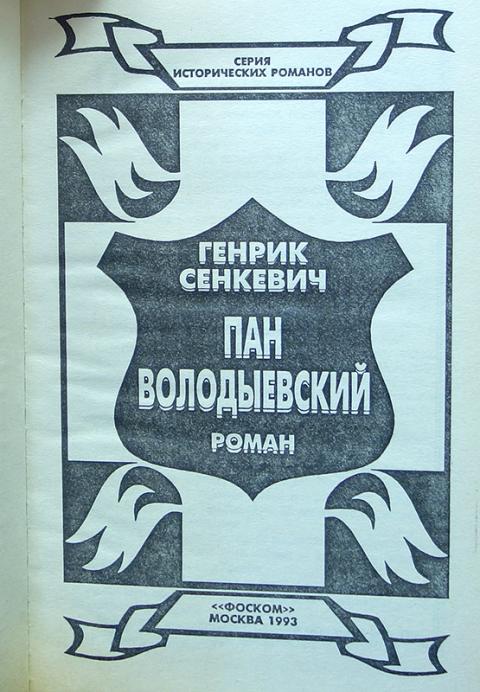 СЕРИЯ
ИСТОРИЧЕСКИХ РОМАНОВ
ГЕНРИК
СЕНКЕВИЧ
ПАН
ВОЛОДЫЕВСКИЙ
РОМАН
«ФОСКОМ»
МОСКВА 1993